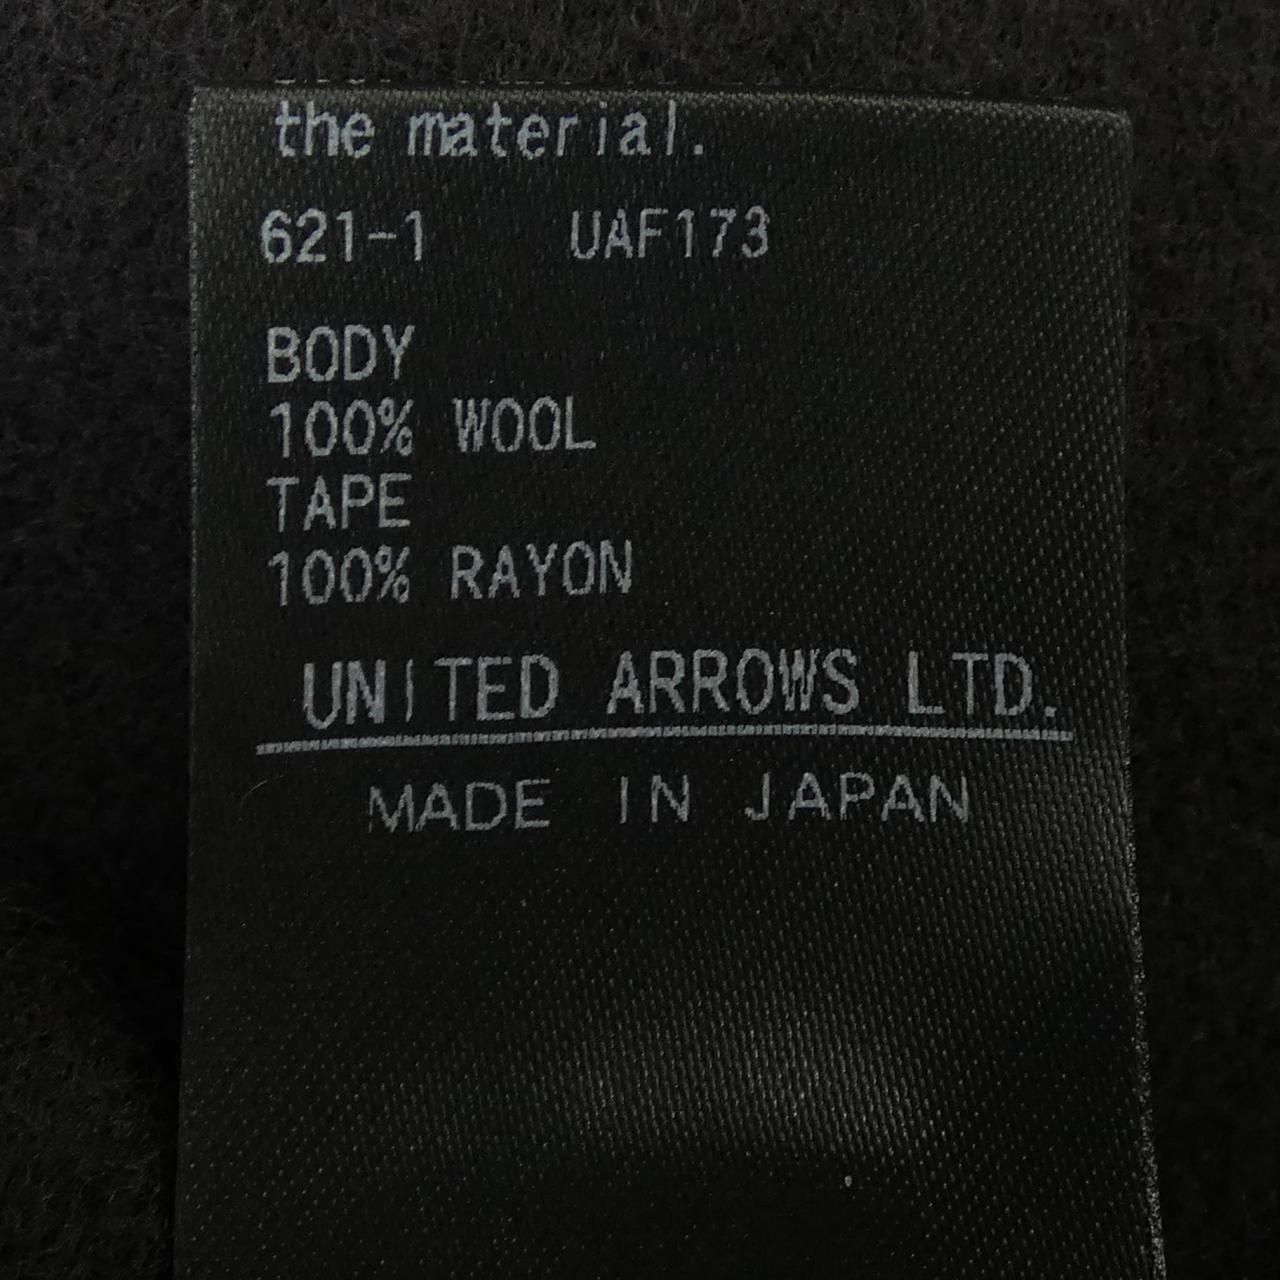 the material.
621-1 UAF173
BODY
100% WOOL
TAPE
100% RAYON
UNITED ARROWS LTD.
MADE IN JAPAN